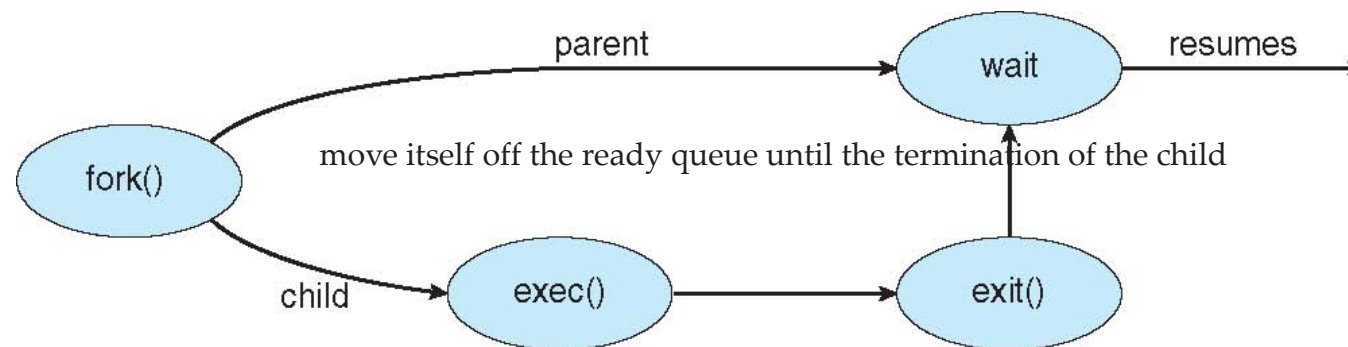 parent
resumes
wait
move itself off the ready queue until the termination of the child
fork()
child
exec()
exit()